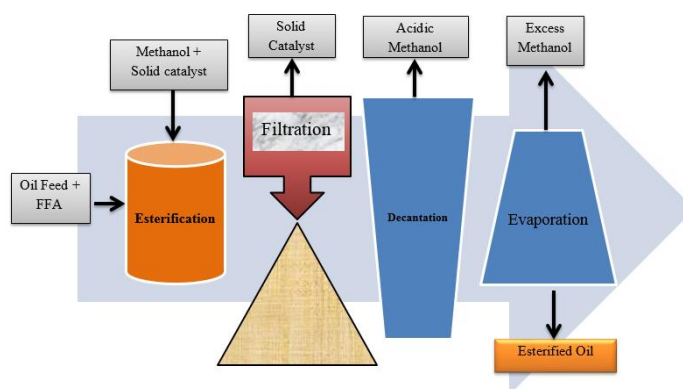 Methanol +
Solid catalyst
Solid
Catalyst
Acidic
Methanol
Excess
Methanol
Oil Feed +
FFA
Esterification
Filtration
Decantation
Evaporation
Esterified Oil